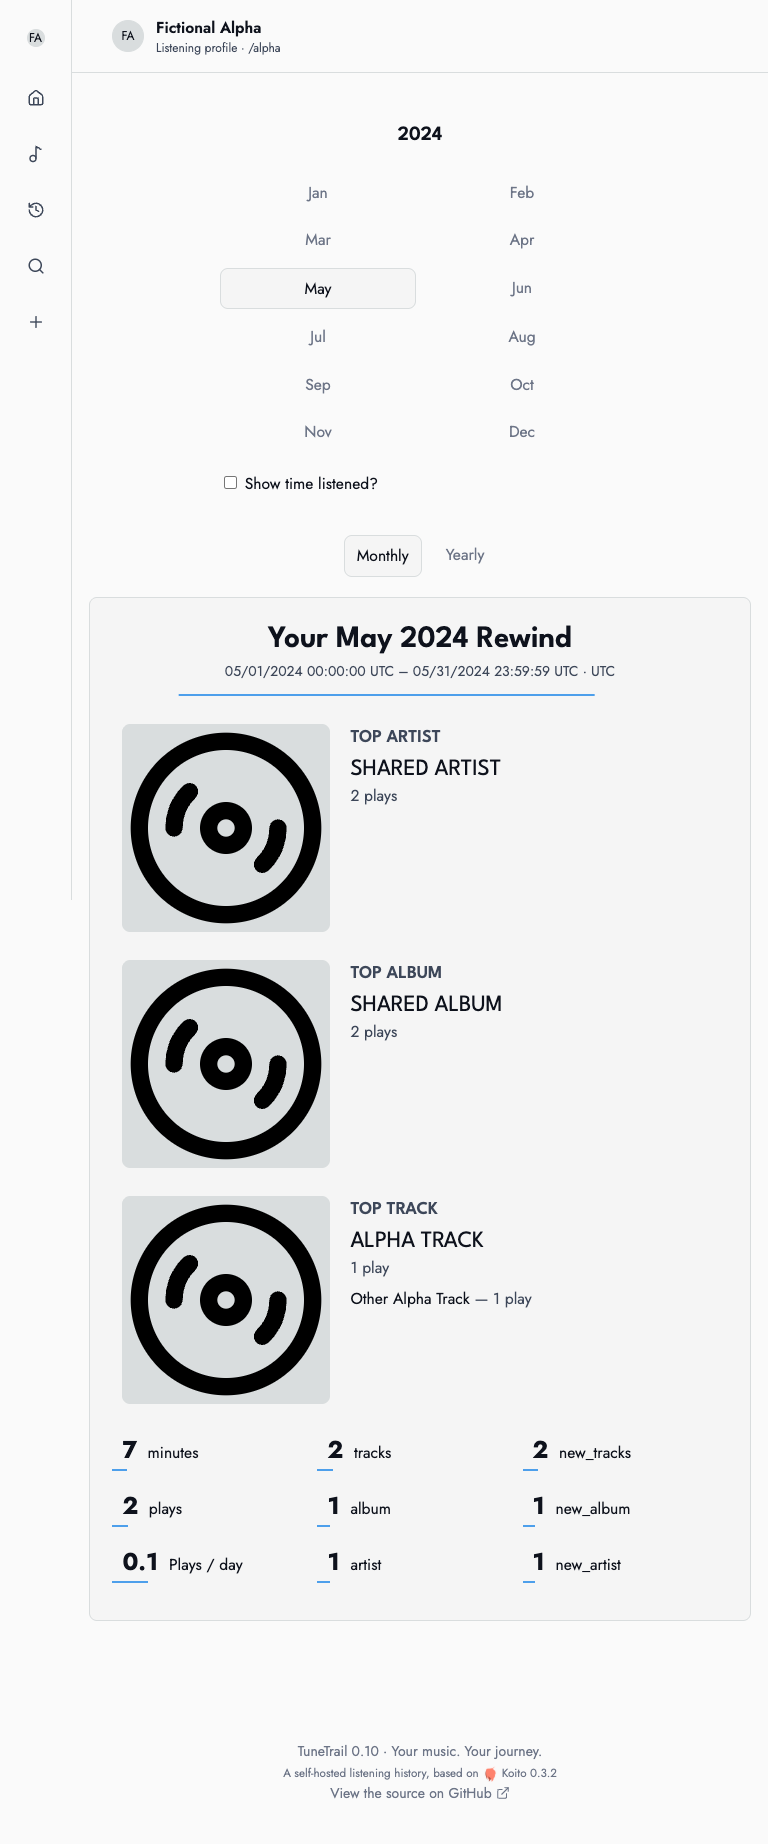 FA
FA
Fictional Alpha
Listening profile · /alpha
2024
Jan
Feb
Mar
Apr
May
Jun
Jul
Aug
Sep
Oct
Nov
Dec
Show time listened?
Monthly
Yearly
Your May 2024 Rewind
05/01/2024 00:00:00 UTC – 05/31/2024 23:59:59 UTC · UTC
TOP ARTIST
SHARED ARTIST
2 plays
TOP ALBUM
SHARED ALBUM
2 plays
TOP TRACK
ALPHA TRACK
1 play
Other Alpha Track — 1 play
7 minutes
2 tracks
2 new_tracks
2 plays
1 album
1 new_album
0.1 Plays / day
1 artist
1 new_artist
TuneTrail 0.10 · Your music. Your journey.
A self-hosted listening history, based on Koito 0.3.2
View the source on GitHub